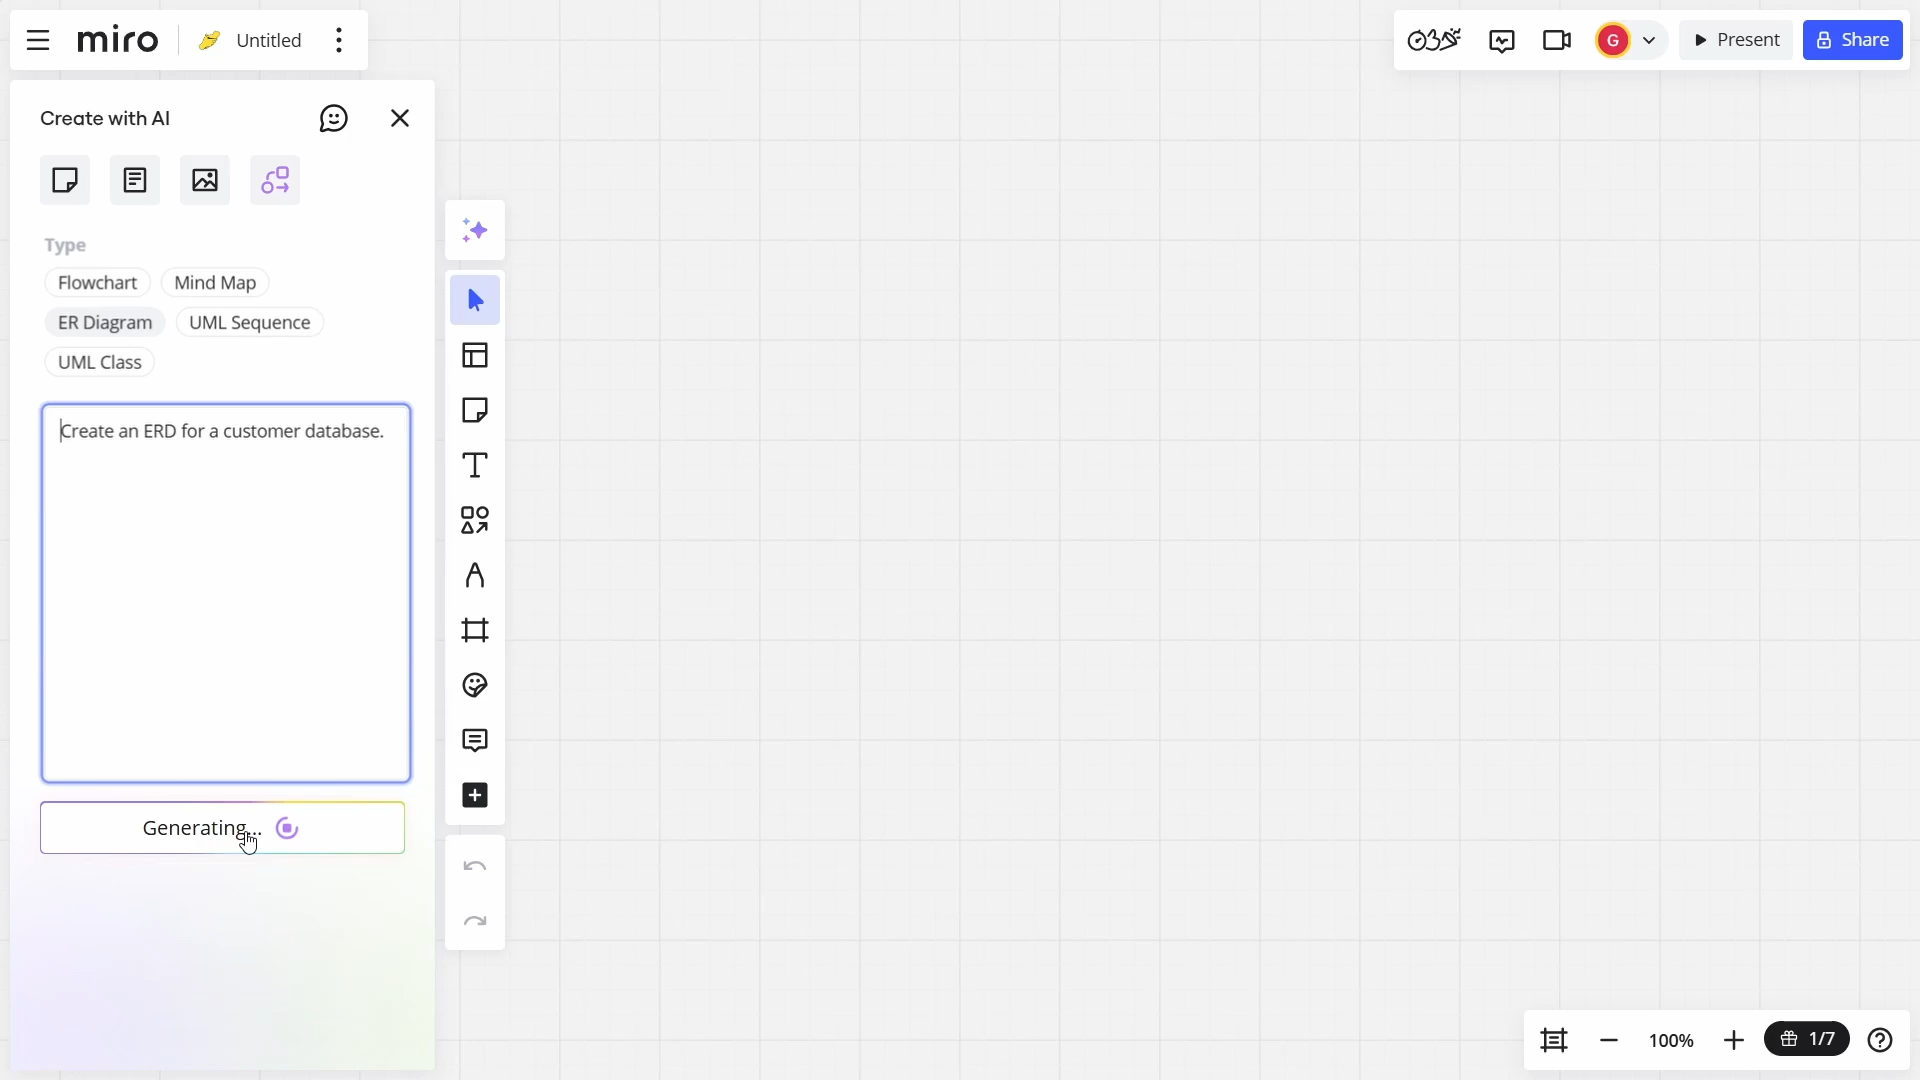 miro
Untitled
G
Present
Share
Create with AI
Type
Flowchart
Mind Map
ER Diagram
UML Sequence
UML Class
Create an ERD for a customer database.
Generating...
100%
1/7